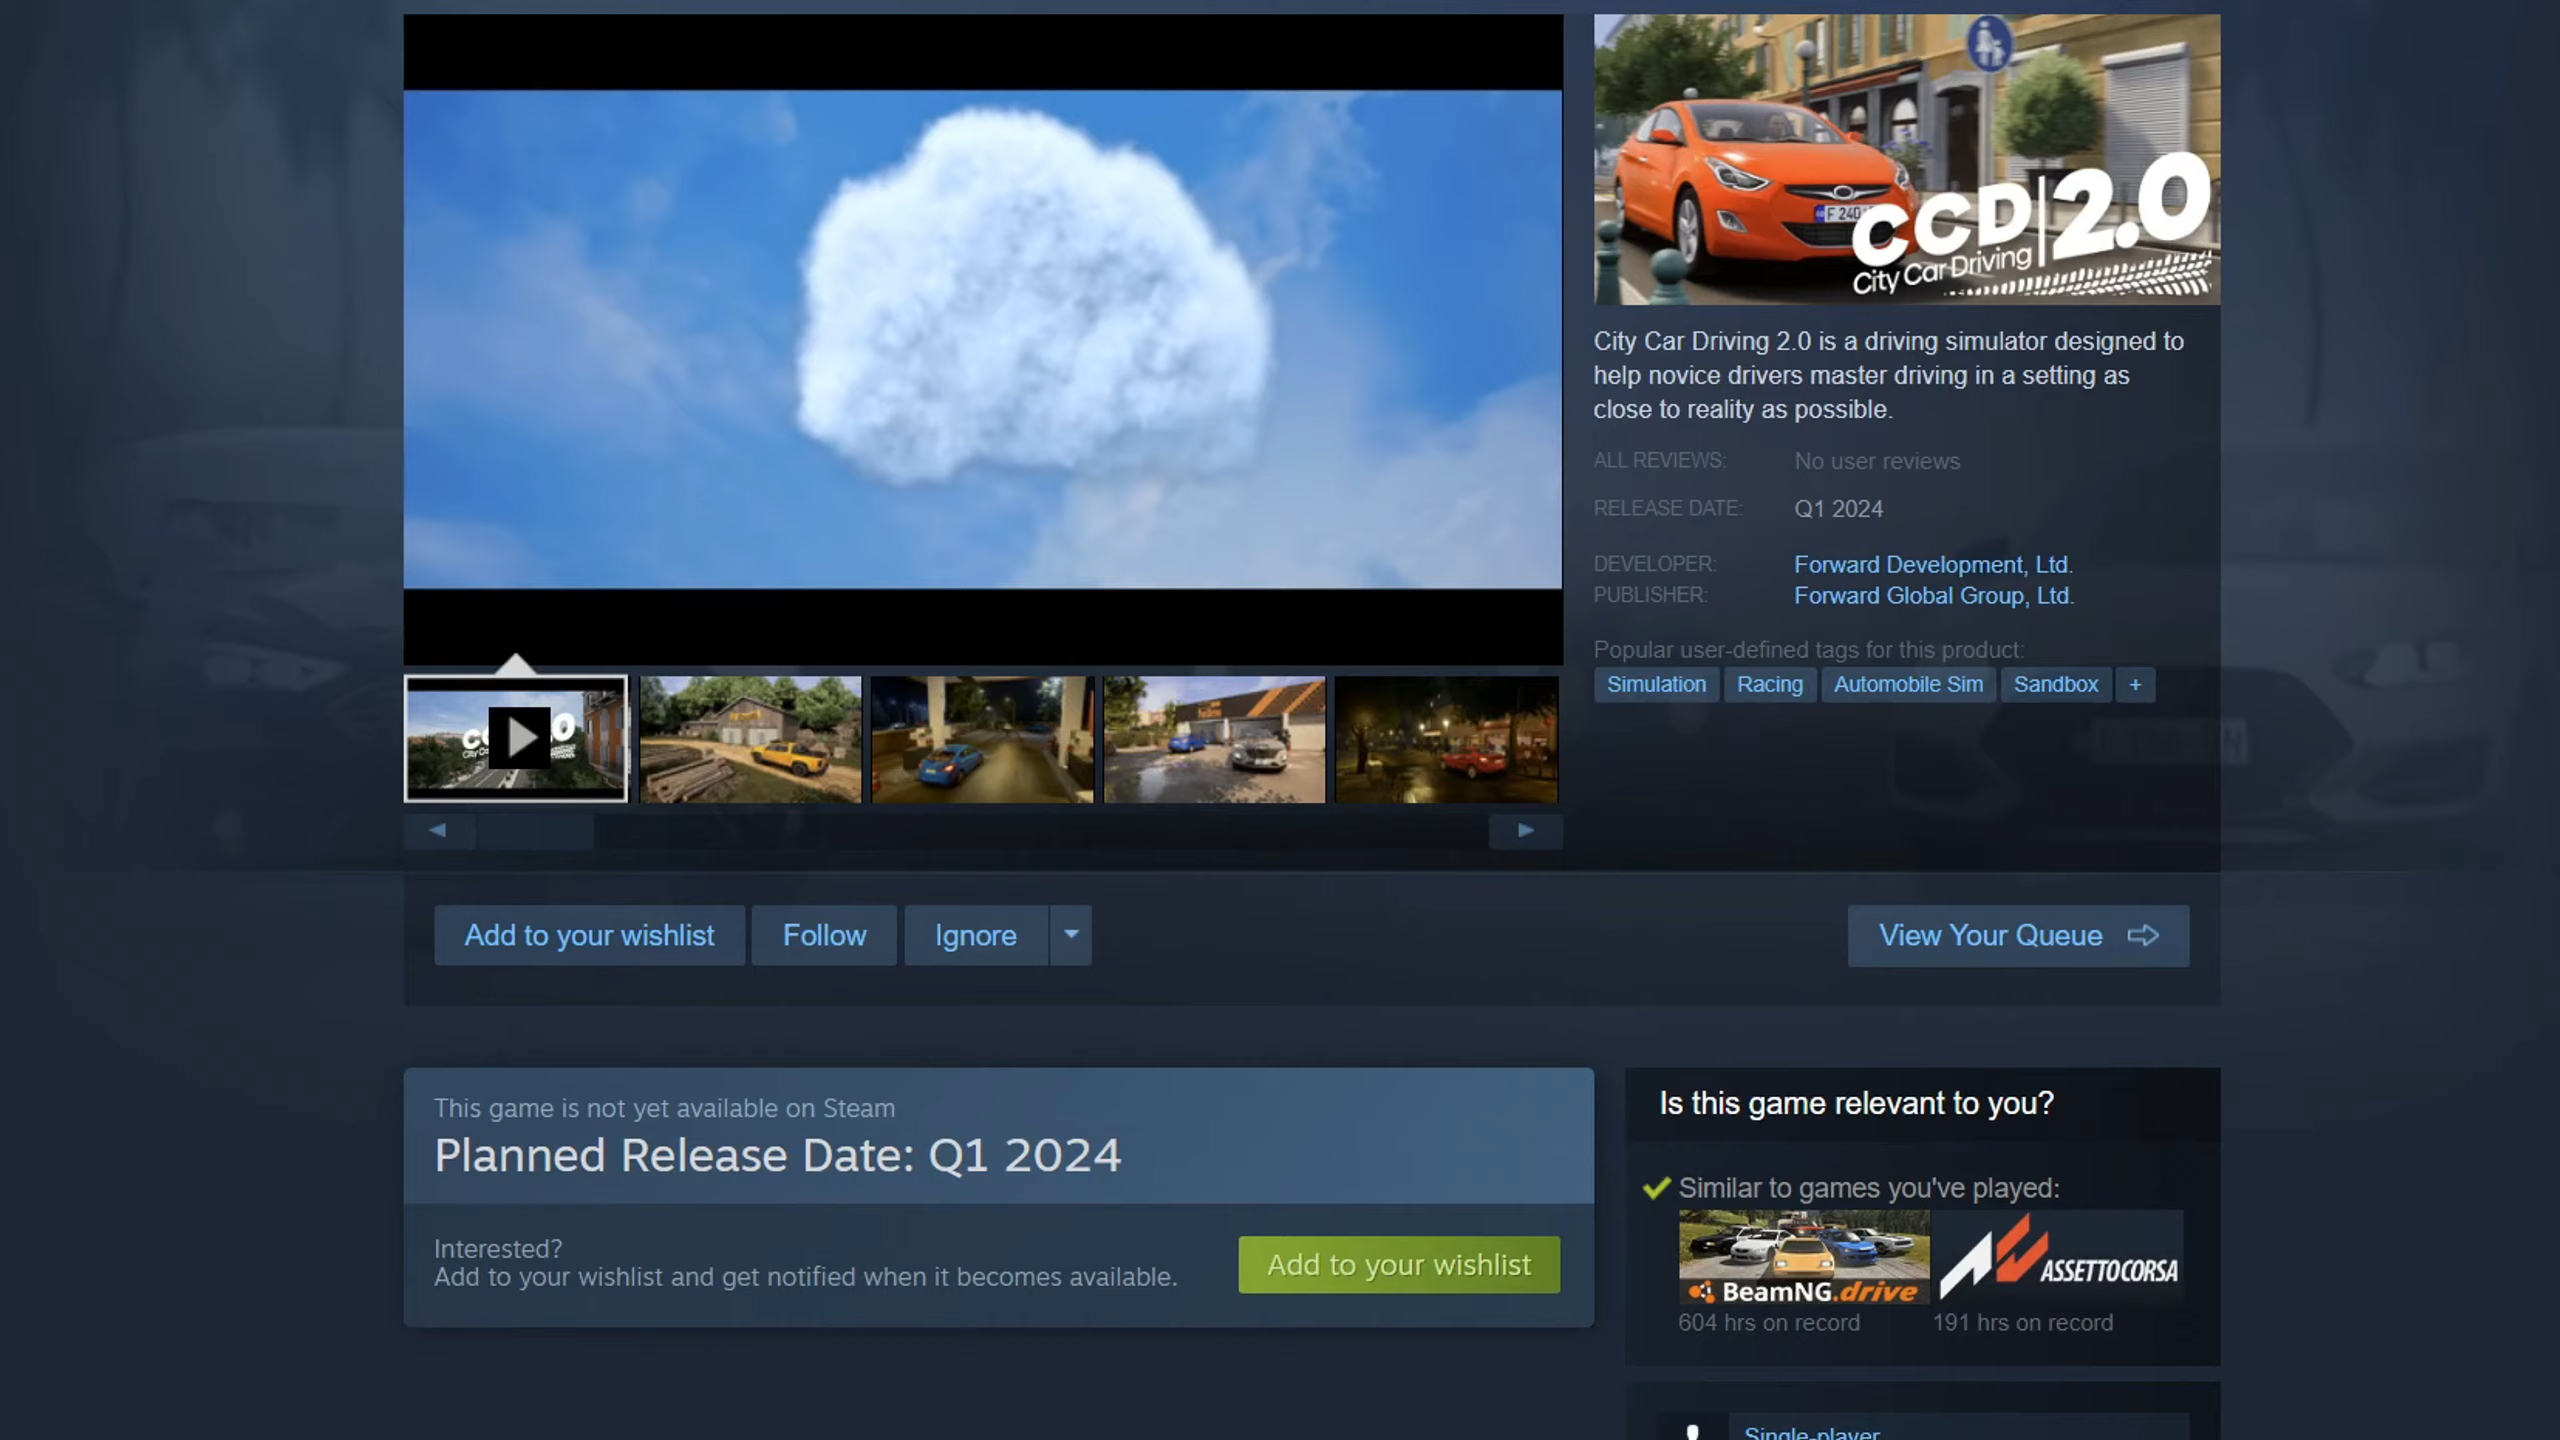 F 240
CCD 2.0
City Car Driving
City Car Driving 2.0 is a driving simulator designed to
help novice drivers master driving in a setting as
close to reality as possible.
ALL REVIEWS: No user reviews
RELEASE DATE: Q1 2024
DEVELOPER: Forward Development, Ltd.
PUBLISHER: Forward Global Group, Ltd.
Popular user-defined tags for this product:
Simulation Racing Automobile Sim Sandbox +
Add to your wishlist Follow Ignore View Your Queue
This game is not yet available on Steam
Planned Release Date: Q1 2024
Interested?
Add to your wishlist and get notified when it becomes available.
Add to your wishlist
Is this game relevant to you?
Similar to games you've played:
BeamNG.drive ASSETTO CORSA
604 hrs on record 191 hrs on record
Single-player